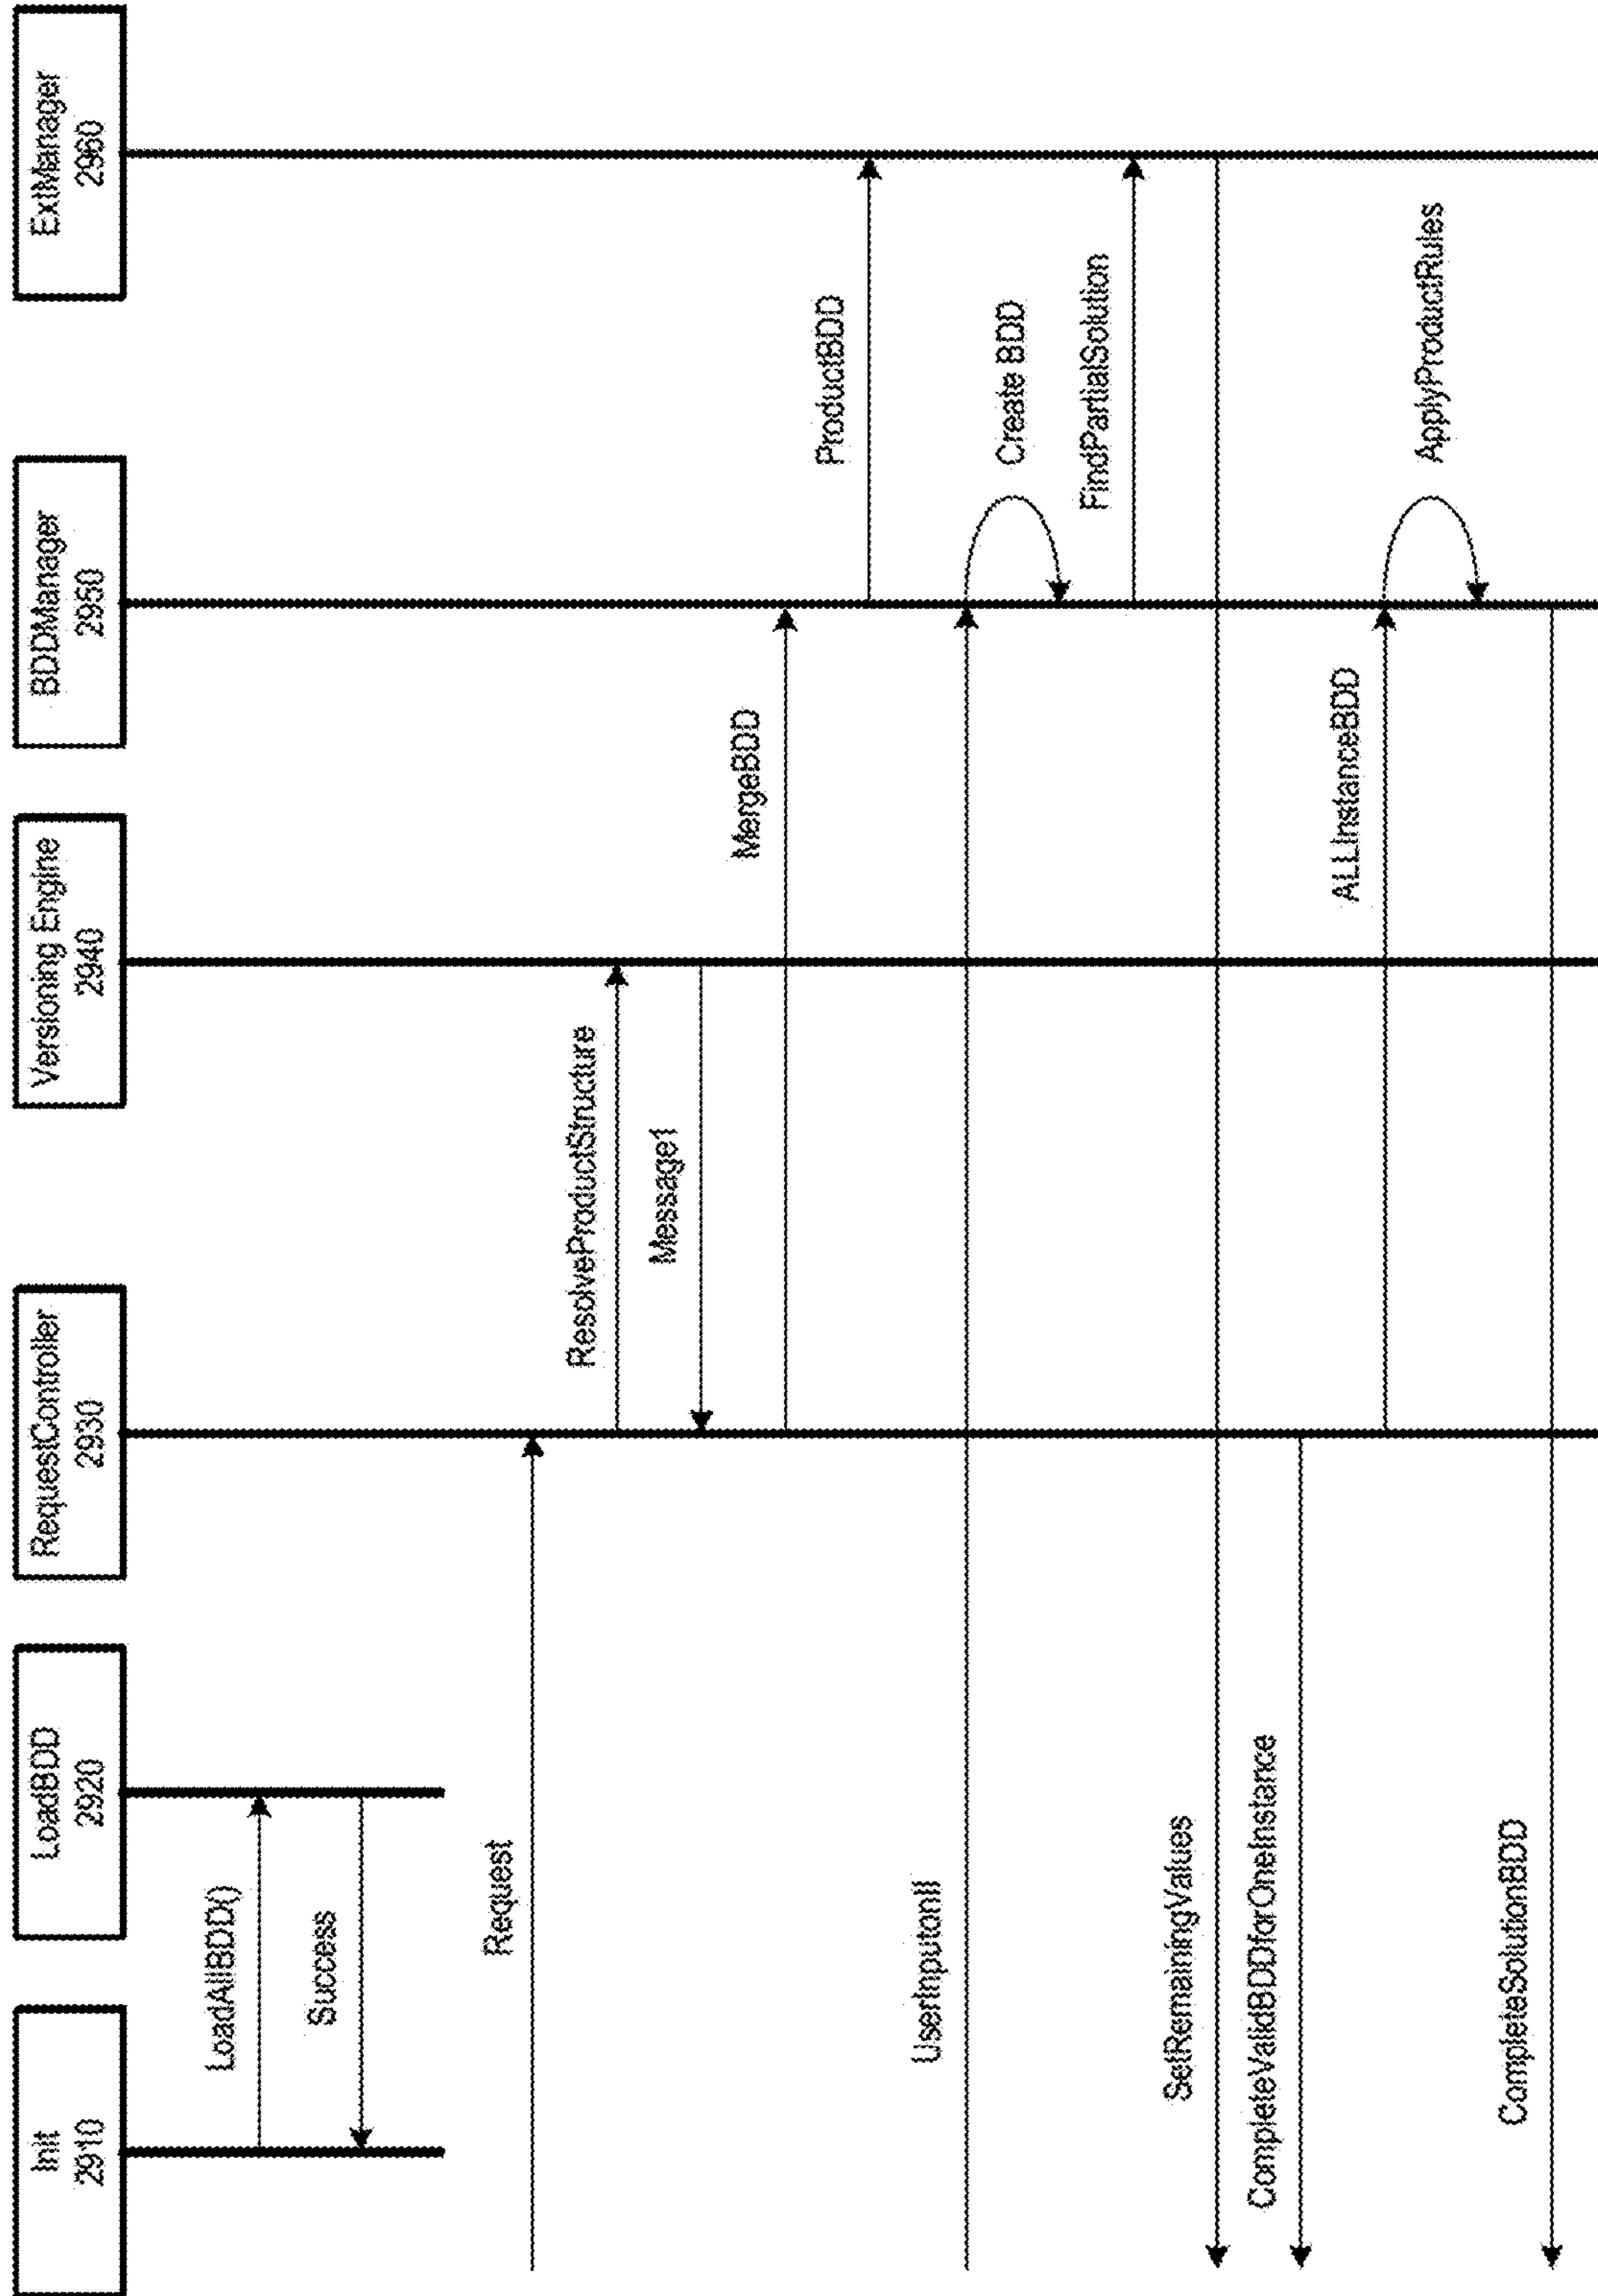 Init
2910
LoadBDD
2920
RequestController
2930
Versioning Engine
2940
BDDManager
2950
ExtManager
2960
LoadAllBDD()
Success
Request
ResolveProductStructure
Message1
MergeBDD
ProductBDD
UserInputonII
Create BDD
FindPartialSolution
SetRemainingValues
CompleteValidBDDforOneInstance
ALLInstanceBDD
ApplyProductRules
CompleteSolutionBDD